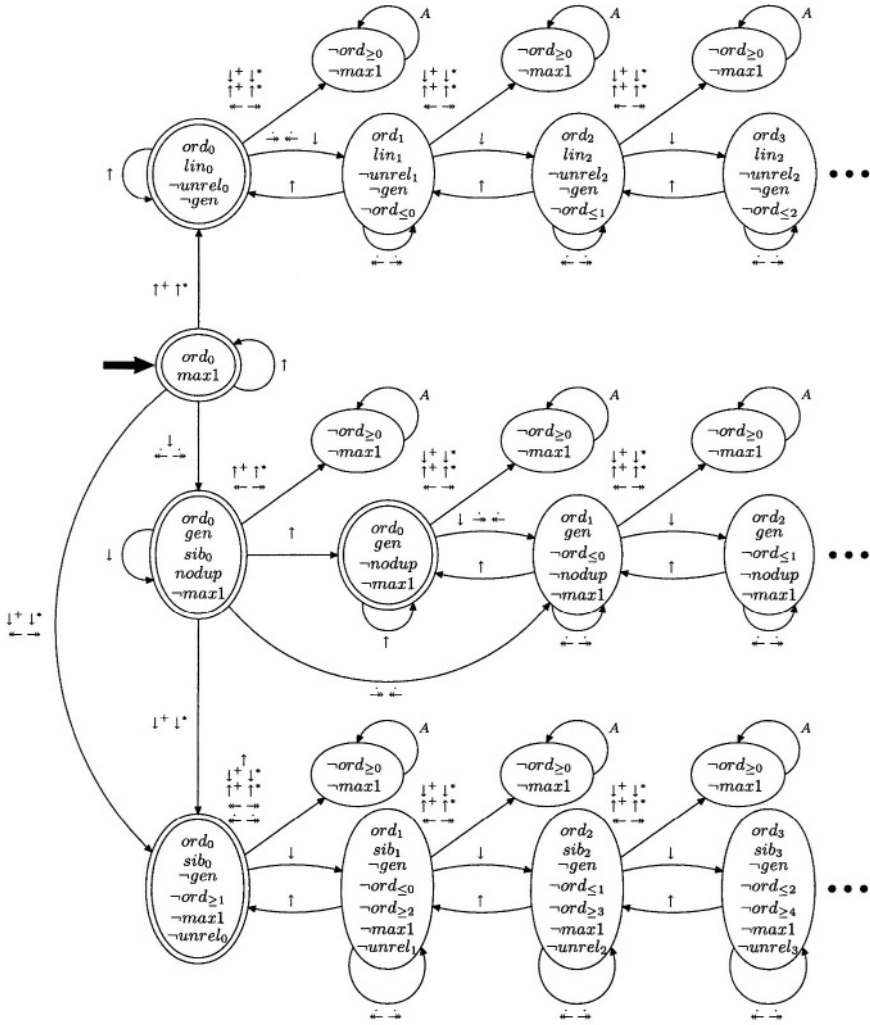 A A A
¬ord≥0 ¬ord≥0 ¬ord≥0
¬max1 ¬max1 ¬max1
↓⁺ ↓* ↓⁺ ↓* ↓⁺ ↓*
↑⁺ ↑* ↑⁺ ↑* ↑⁺ ↑*
↞ ↠ ↞ ↠ ↞ ↠
ord₀
lin₀
¬unrel₀
¬gen
↑
↠̇ ↞̇ ↓
↑
ord₁
lin₁
¬unrel₁
¬gen
¬ord≤0
↞̇ ↠̇
↓
↑
ord₂
lin₂
¬unrel₂
¬gen
¬ord≤1
↞̇ ↠̇
↓
↑
ord₃
lin₂
¬unrel₂
¬gen
¬ord≤2
↞̇ ↠̇
•••
↑⁺ ↑*
ord₀
max1
↑
↓
↞̇ ↠̇
A A A
¬ord≥0 ¬ord≥0 ¬ord≥0
¬max1 ¬max1 ¬max1
↑⁺ ↑*
↞ ↠
↓⁺ ↓* ↓⁺ ↓*
↑⁺ ↑* ↑⁺ ↑*
↞ ↠ ↞ ↠
ord₀
gen
sib₀
nodup
¬max1
↓
↑
ord₀
gen
¬nodup
¬max1
↑
↓ ↠̇ ↞̇
↑
ord₁
gen
¬ord≤0
¬nodup
¬max1
↞̇ ↠̇
↓
↑
ord₂
gen
¬ord≤1
¬nodup
¬max1
↞̇ ↠̇
•••
↓⁺ ↓*
↞ ↠
↠̇ ↞̇
↓⁺ ↓*
A A A
¬ord≥0 ¬ord≥0 ¬ord≥0
¬max1 ¬max1 ¬max1
↑
↓⁺ ↓*
↑⁺ ↑*
↞ ↠
↞̇ ↠̇
↓⁺ ↓* ↓⁺ ↓*
↑⁺ ↑* ↑⁺ ↑*
↞ ↠ ↞ ↠
ord₀
sib₀
¬gen
¬ord≥1
¬max1
¬unrel₀
↓
↑
ord₁
sib₁
¬gen
¬ord≤0
¬ord≥2
¬max1
¬unrel₁
↞̇ ↠̇
↓
↑
ord₂
sib₂
¬gen
¬ord≤1
¬ord≥3
¬max1
¬unrel₂
↞̇ ↠̇
↓
↑
ord₃
sib₃
¬gen
¬ord≤2
¬ord≥4
¬max1
¬unrel₃
↞̇ ↠̇
•••